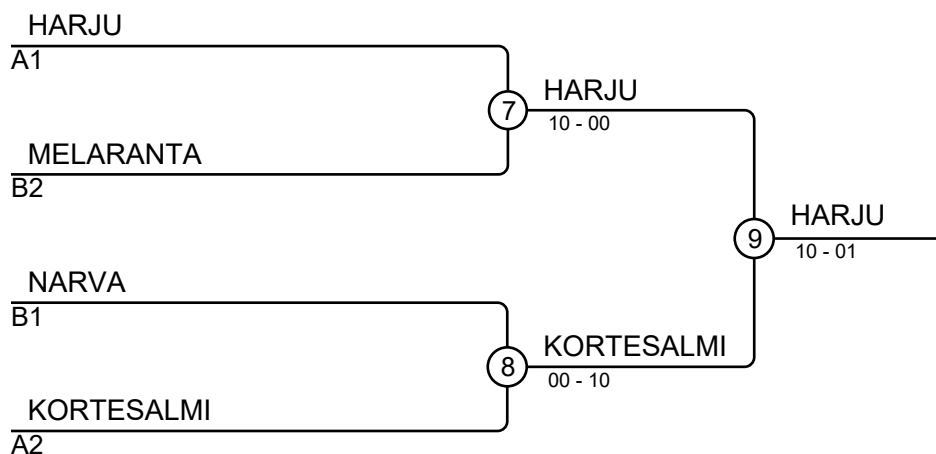 HARJU
A1
7
HARJU
10 - 00
MELARANTA
B2
9
HARJU
10 - 01
NARVA
B1
8
KORTESALMI
00 - 10
KORTESALMI
A2